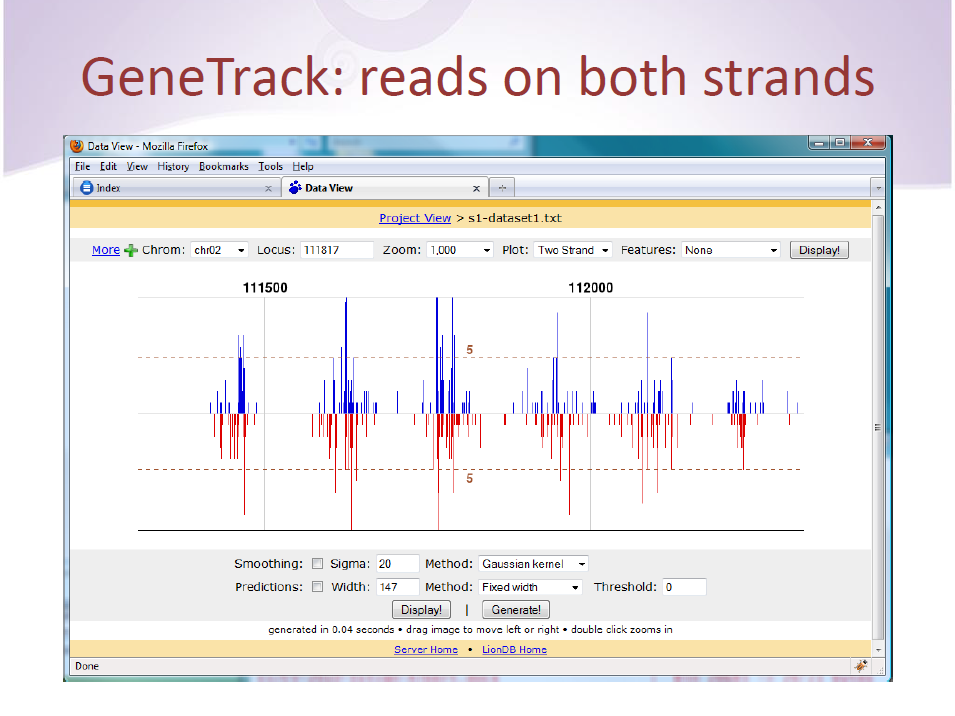 GeneTrack: reads on both strands
Data View - Mozilla Firefox
File Edit View History Bookmarks Tools Help
Index Data View
Project View > s1-dataset1.txt
More Chrom: chr02 Locus: 111817 Zoom: 1,000 Plot: Two Strand Features: None Display!
111500 112000
5
5
Smoothing: Sigma: 20 Method: Gaussian kernel
Predictions: Width: 147 Method: Fixed width Threshold: 0
Display! | Generate!
generated in 0.04 seconds • drag image to move left or right • double click zooms in
Server Home • LionDB Home
Done